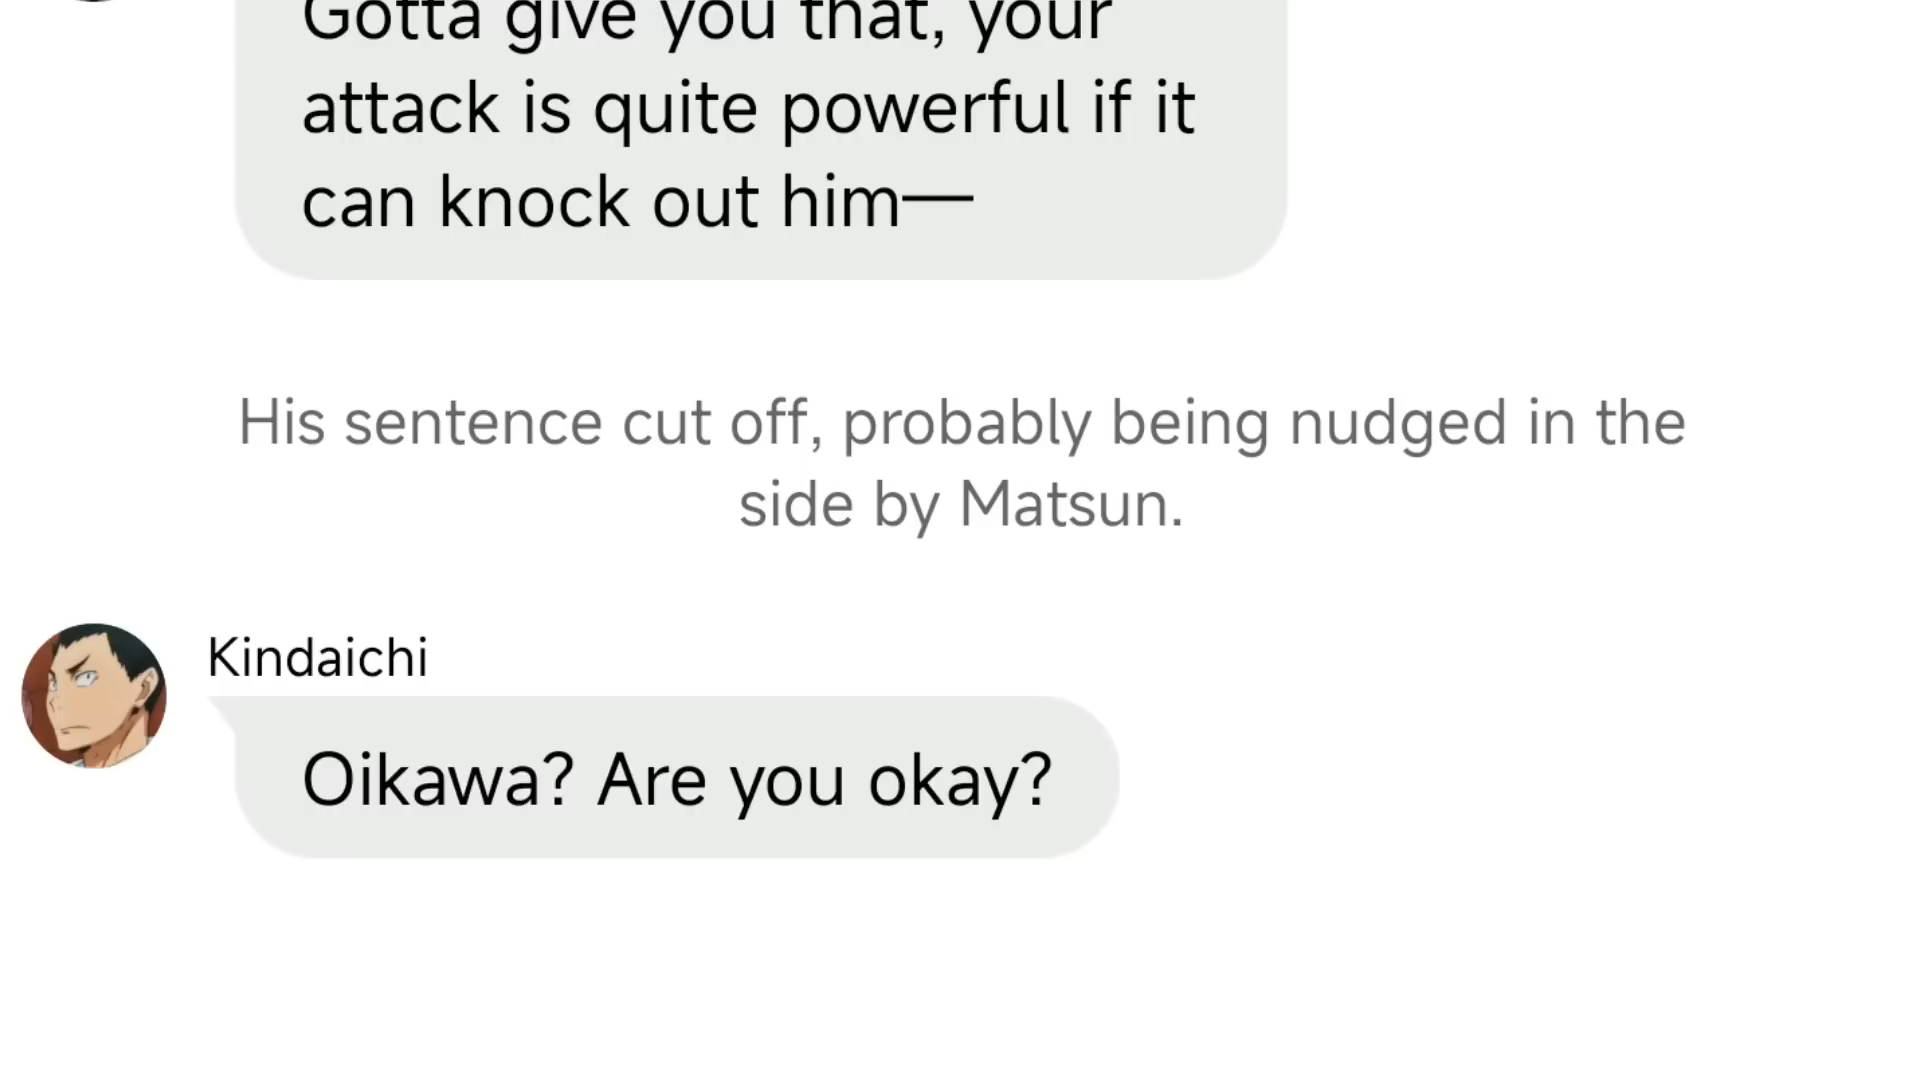 Gotta give you that, your
attack is quite powerful if it
can knock out him—
His sentence cut off, probably being nudged in the
side by Matsun.
Kindaichi
Oikawa? Are you okay?